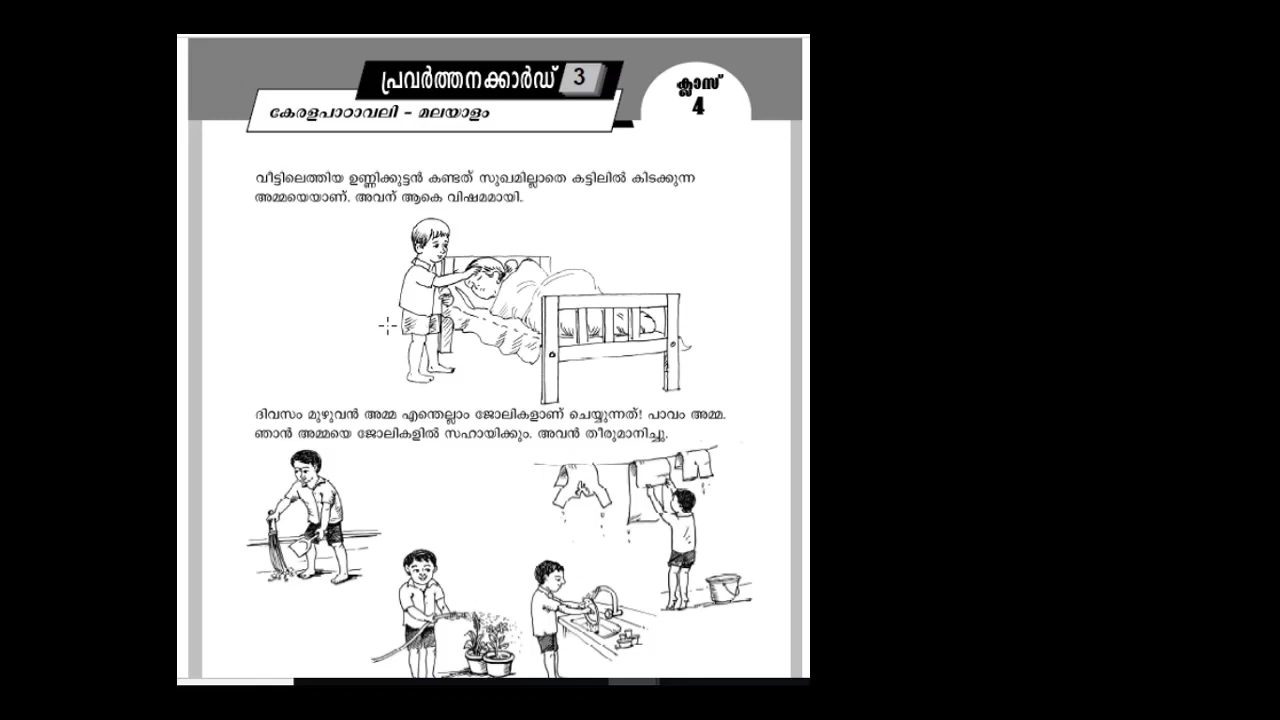 പ്രവർത്തനക്കാർഡ് 3
ക്ലാസ്
4
കേരളപാഠാവലി – മലയാളം
വീട്ടിലെത്തിയ ഉണ്ണിക്കുട്ടൻ കണ്ടത് സുഖമില്ലാതെ കട്ടിലിൽ കിടക്കുന്ന
അമ്മയെയാണ്. അവന് ആകെ വിഷമമായി.
ദിവസം മുഴുവൻ അമ്മ എന്തെല്ലാം ജോലികളാണ് ചെയ്യുന്നത്! പാവം അമ്മ.
ഞാൻ അമ്മയെ ജോലികളിൽ സഹായിക്കും. അവൻ തീരുമാനിച്ചു.